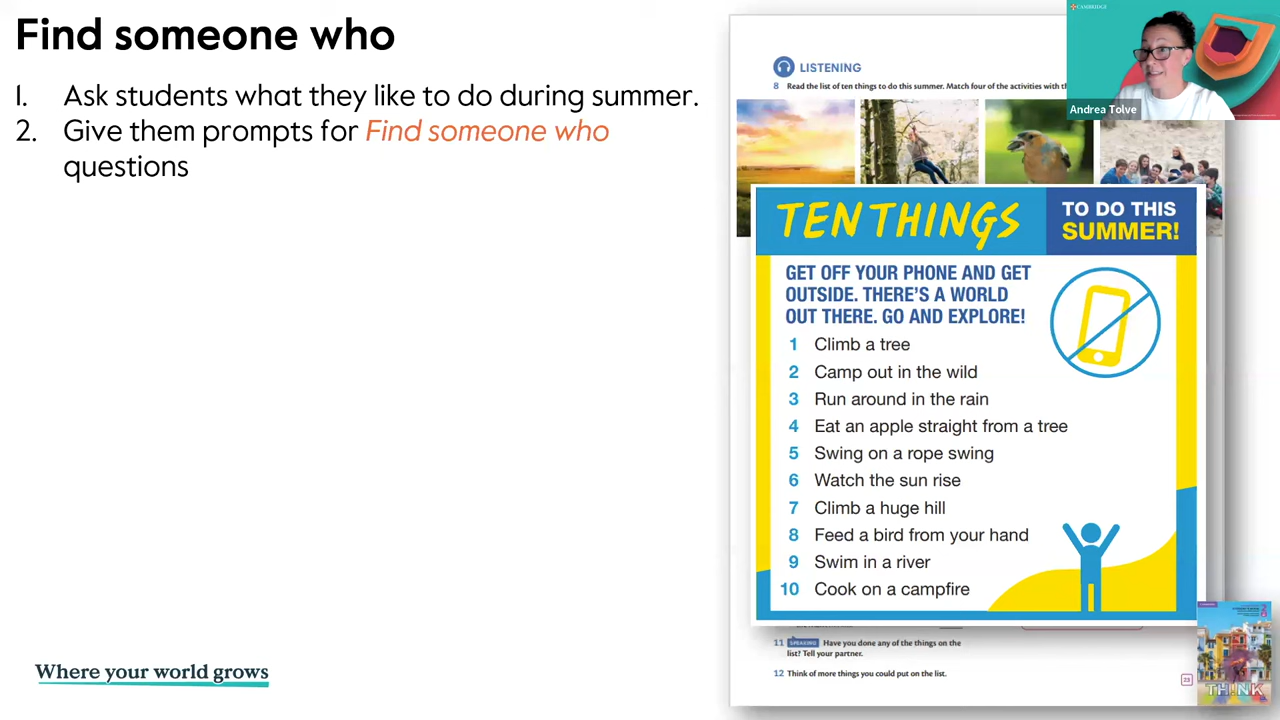 Find someone who
1. Ask students what they like to do during summer.
2. Give them prompts for Find someone who
questions
Where your world grows
LISTENING
8 Read the list of ten things to do this summer. Match four of the activities with th
TEN THINGS
TO DO THIS
SUMMER!
GET OFF YOUR PHONE AND GET
OUTSIDE. THERE'S A WORLD
OUT THERE. GO AND EXPLORE!
1 Climb a tree
2 Camp out in the wild
3 Run around in the rain
4 Eat an apple straight from a tree
5 Swing on a rope swing
6 Watch the sun rise
7 Climb a huge hill
8 Feed a bird from your hand
9 Swim in a river
10 Cook on a campfire
11 SPEAKING Have you done any of the things on the
list? Tell your partner.
12 Think of more things you could put on the list.
CAMBRIDGE
Andrea Tolve
THINK